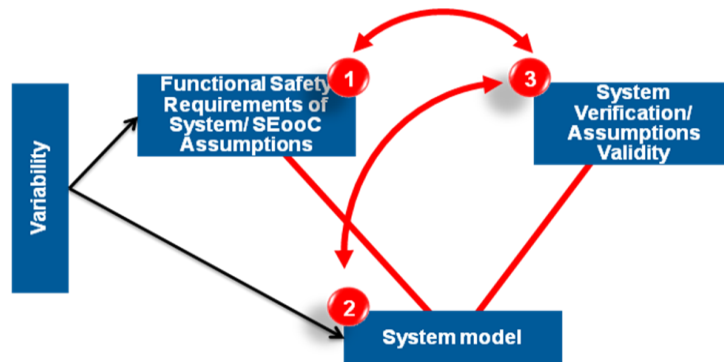 Variability
1
Functional Safety
Requirements of
System/ SEooC
Assumptions
3
System
Verification/
Assumptions
Validity
2
System model